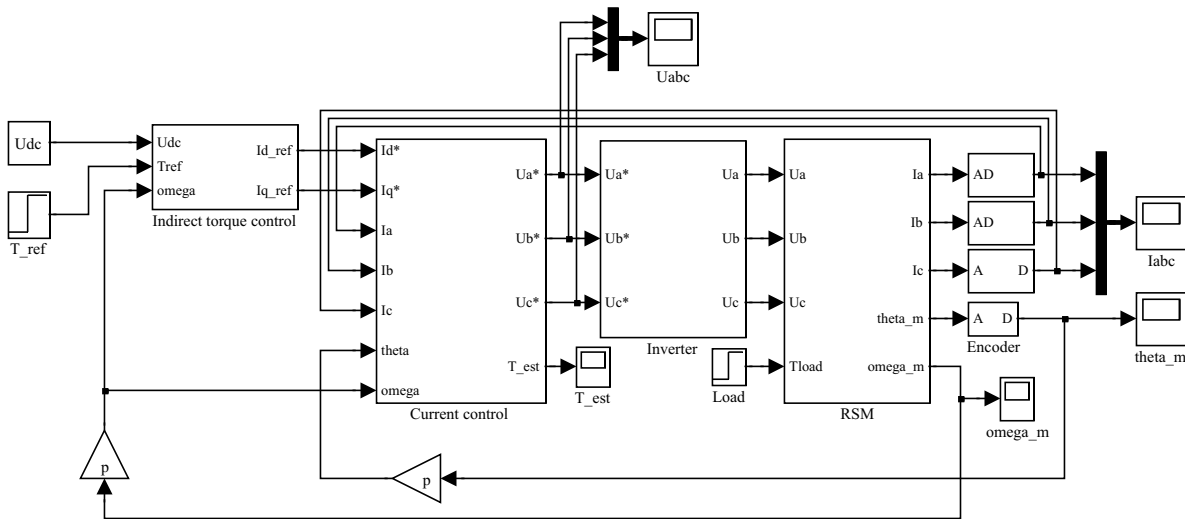 Uabc
Udc
T_ref
Udc
Tref
omega
Id_ref
Iq_ref
Indirect torque control
Id*
Iq*
Ia
Ib
Ic
theta
omega
Ua*
Ub*
Uc*
T_est
Current control
T_est
Ua*
Ub*
Uc*
Ua
Ub
Uc
Inverter
Load
Ua
Ub
Uc
Tload
Ia
Ib
Ic
theta_m
omega_m
RSM
AD
AD
A D
A D
Encoder
Iabc
theta_m
omega_m
p
p